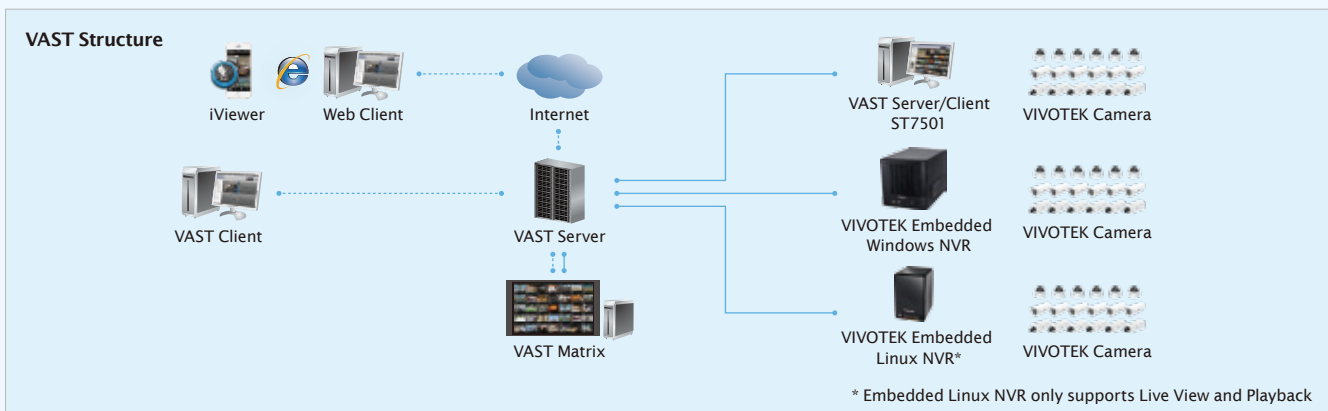 VAST Structure
iViewer
Web Client
Internet
VAST Server/Client
ST7501
VIVOTEK Camera
VAST Client
VAST Server
VIVOTEK Embedded
Windows NVR
VIVOTEK Camera
VAST Matrix
VIVOTEK Embedded
Linux NVR*
VIVOTEK Camera
* Embedded Linux NVR only supports Live View and Playback